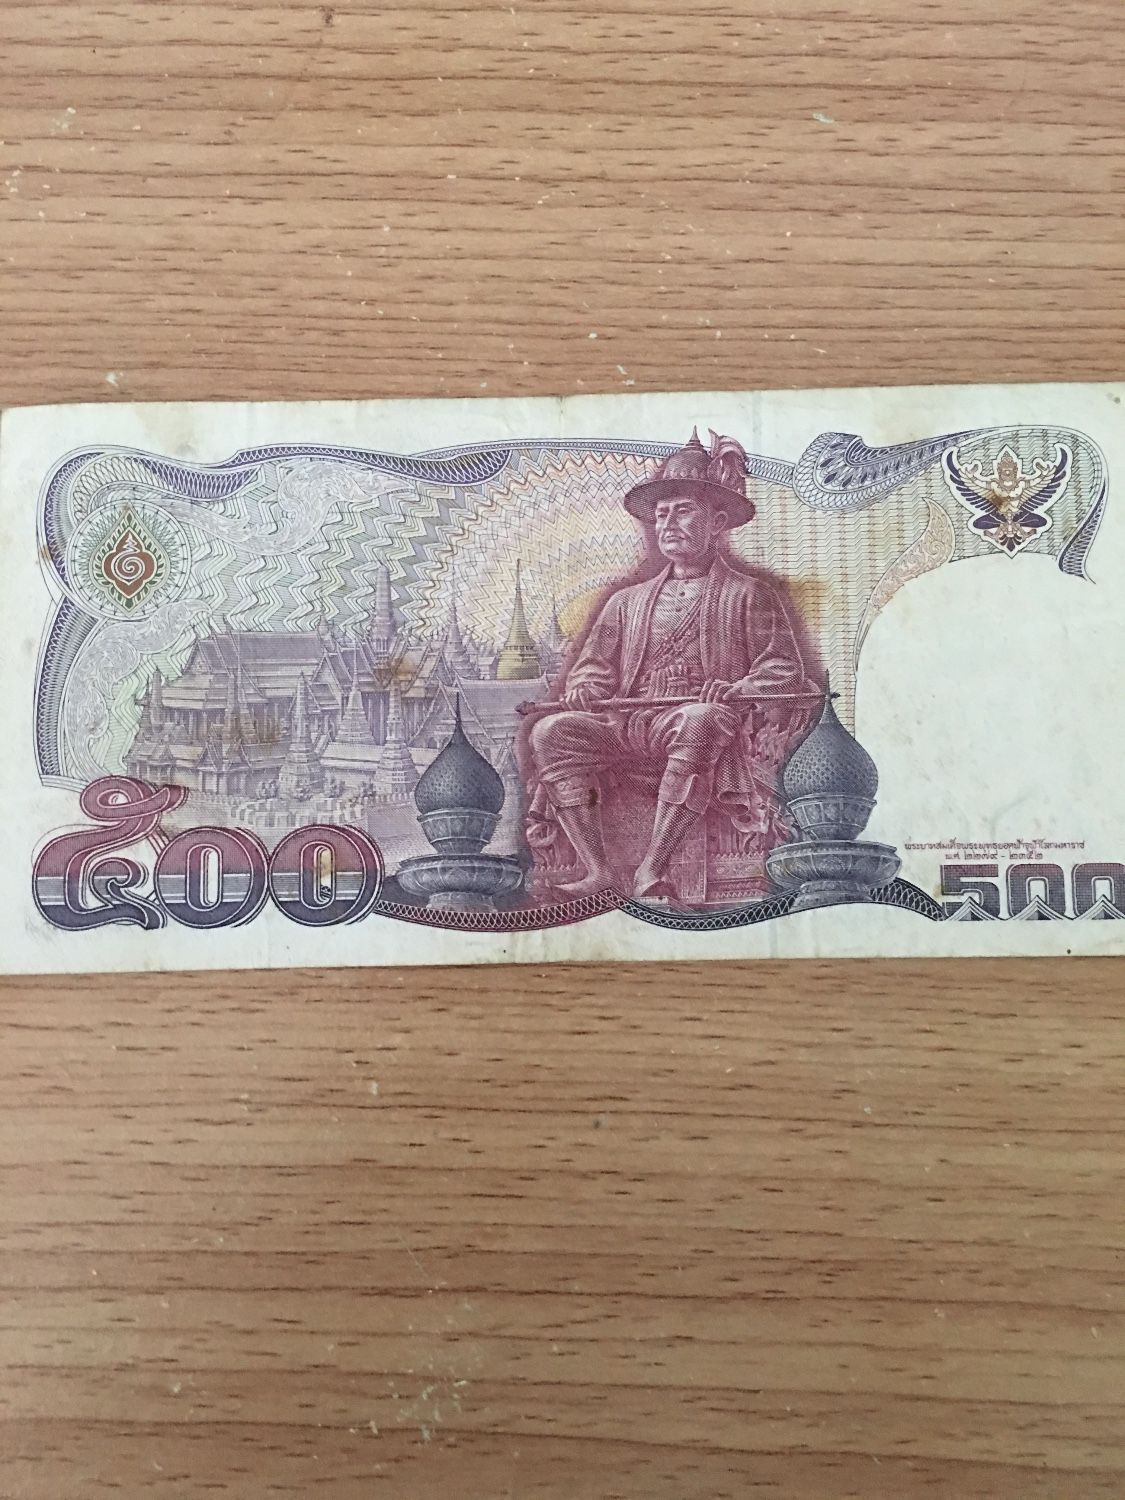 พระบาทสมเด็จพระพุทธยอดฟ้าจุฬาโลกมหาราช
พ.ศ. ๒๒๗๙ - ๒๓๕๒
๕๐๐
500